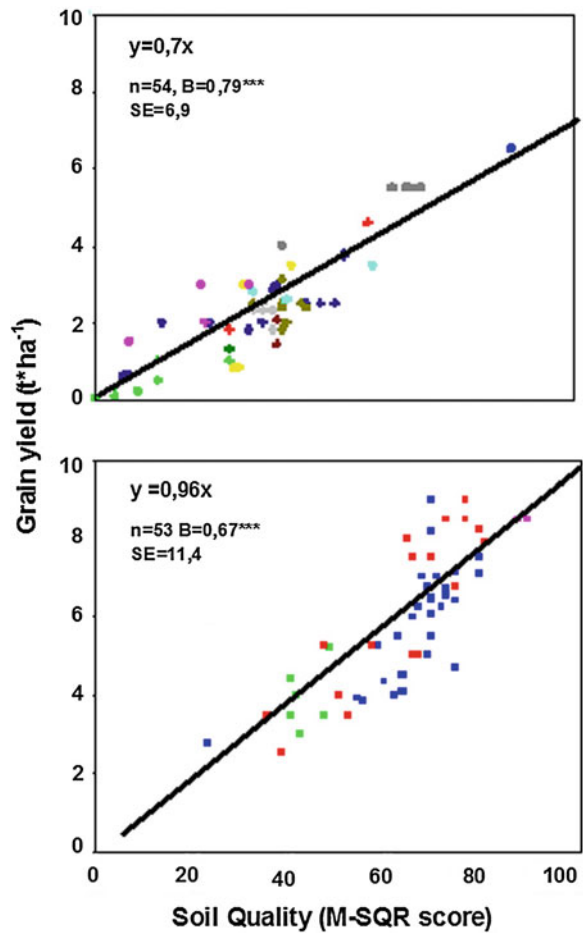 10
8
6
4
2
0
y=0,7x
n=54, B=0,79***
SE=6,9
Grain yield (t*ha⁻¹)
10
8
6
4
2
0
y =0,96x
n=53 B=0,67***
SE=11,4
0 20 40 60 80 100
Soil Quality (M-SQR score)